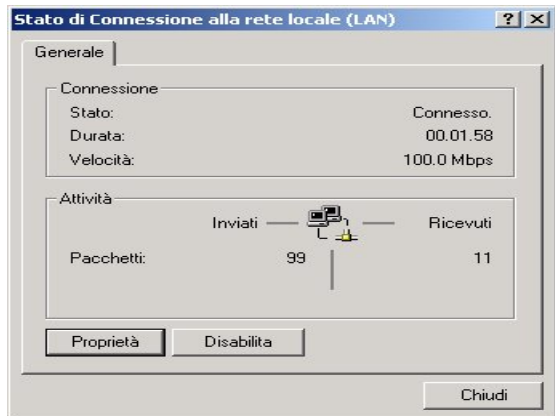 Stato di Connessione alla rete locale (LAN)
Generale
Connessione
Stato: Connesso.
Durata: 00.01.58
Velocità: 100.0 Mbps
Attività
Inviati Ricevuti
Pacchetti: 99 11
Proprietà Disabilita
Chiudi